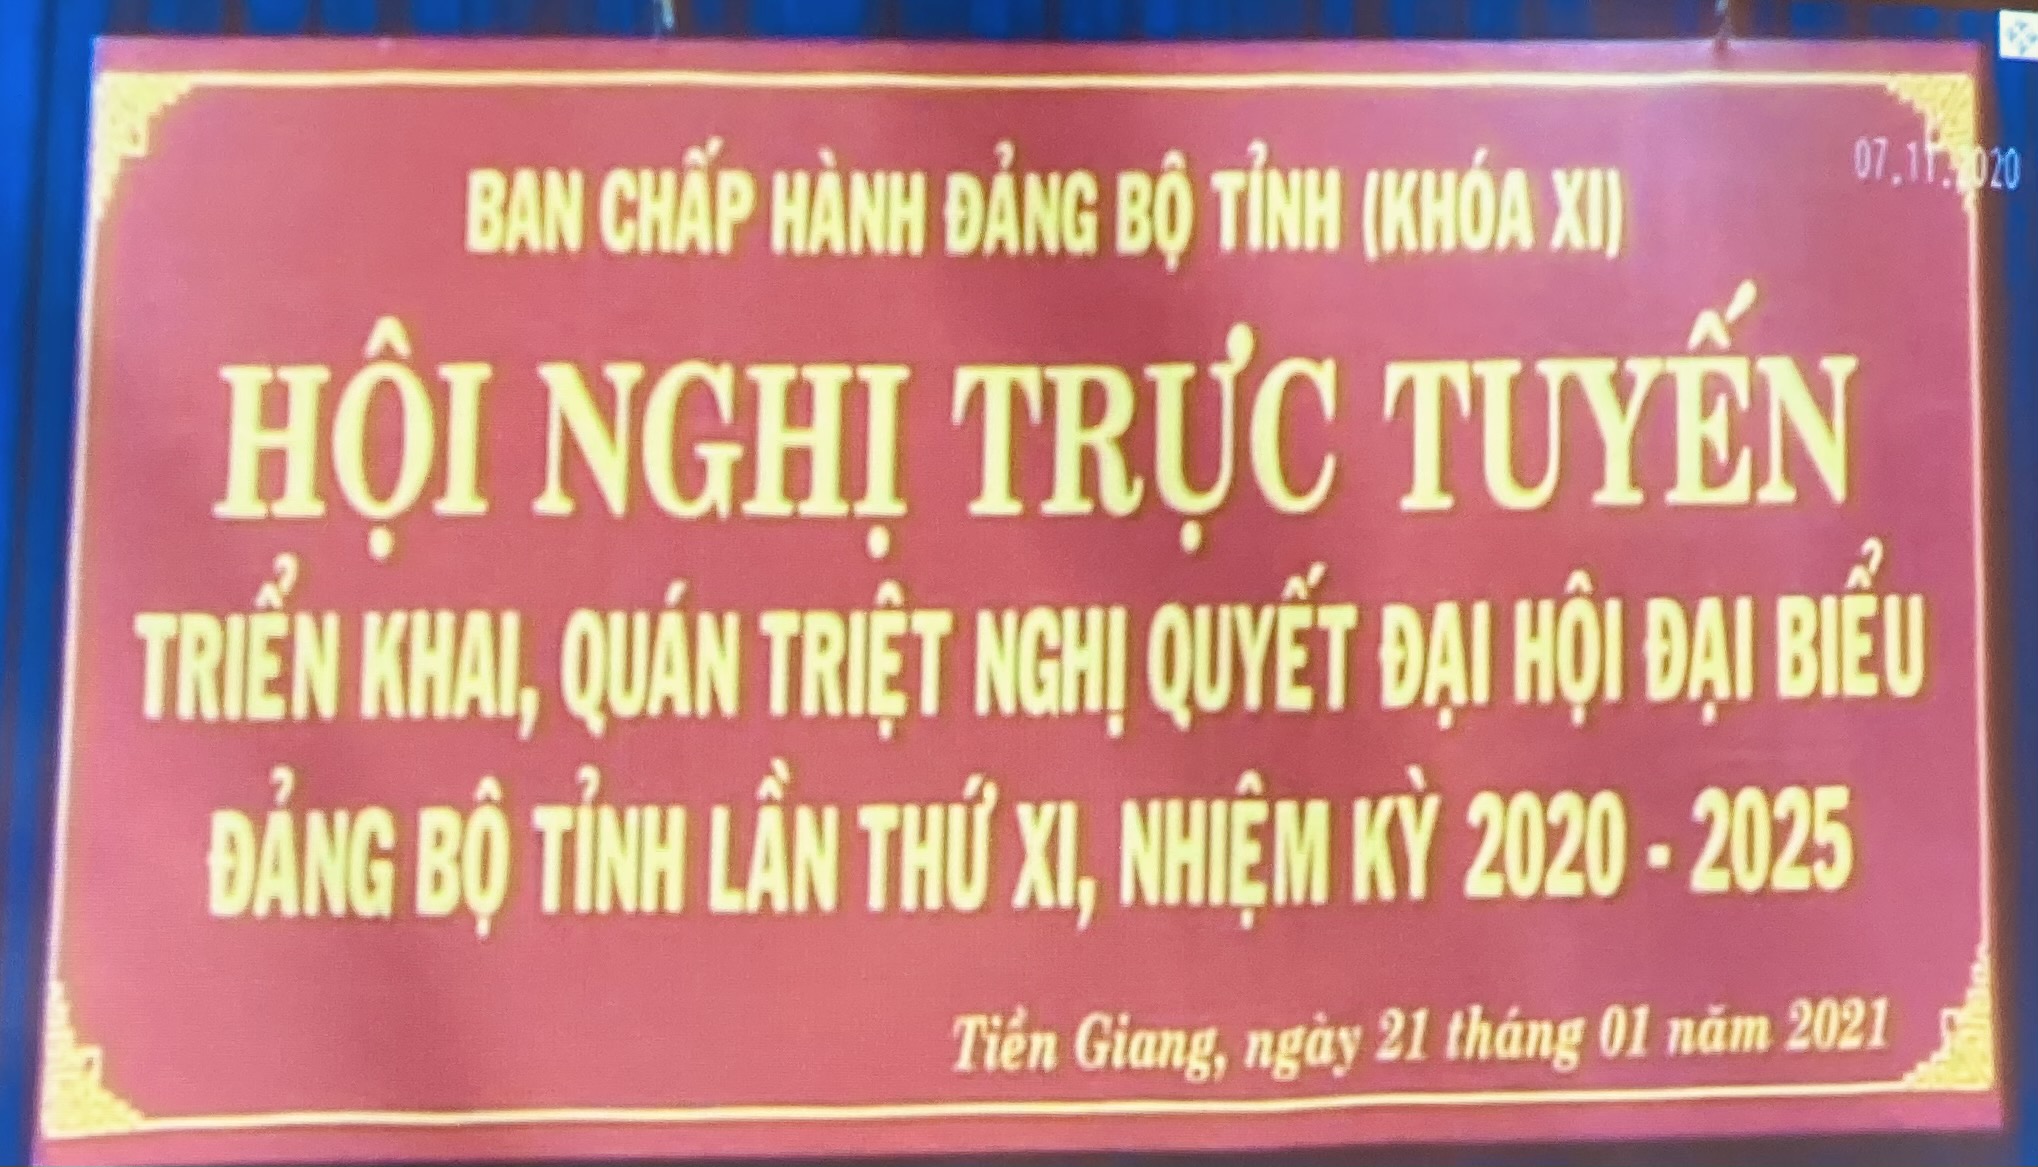 07.11.2020
BAN CHẤP HÀNH ĐẢNG BỘ TỈNH (KHÓA XI)
HỘI NGHỊ TRỰC TUYẾN
TRIỂN KHAI, QUÁN TRIỆT NGHỊ QUYẾT ĐẠI HỘI ĐẠI BIỂU
ĐẢNG BỘ TỈNH LẦN THỨ XI, NHIỆM KỲ 2020 - 2025
Tiền Giang, ngày 21 tháng 01 năm 2021